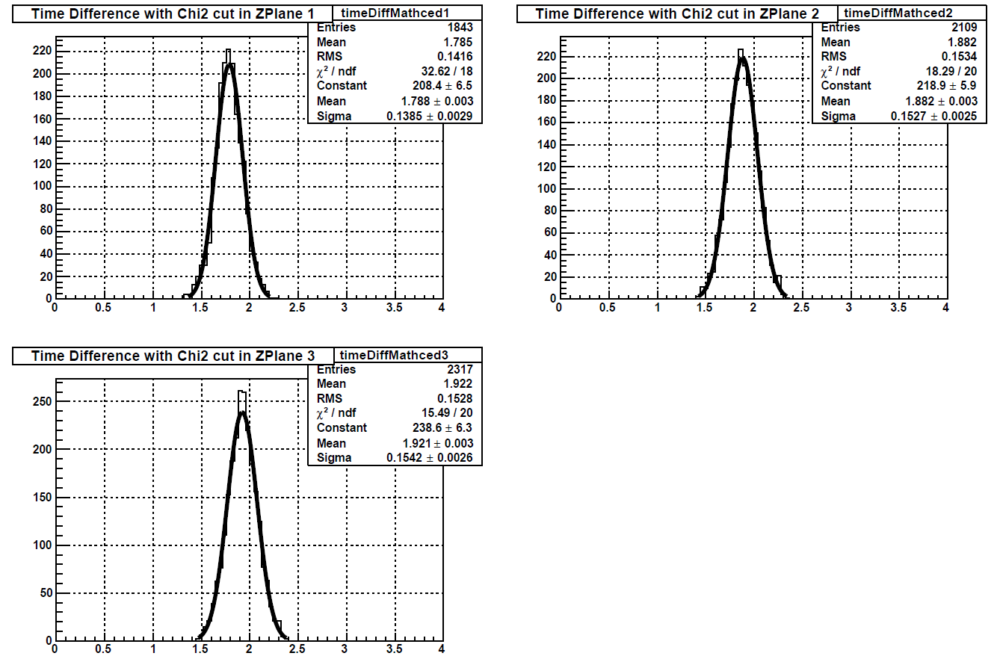 Time Difference with Chi2 cut in ZPlane 1
timeDiffMathced1
Entries 1843
Mean 1.785
RMS 0.1416
χ² / ndf 32.62 / 18
Constant 208.4 ± 6.5
Mean 1.788 ± 0.003
Sigma 0.1385 ± 0.0029
220
200
180
160
140
120
100
80
60
40
20
0
0 0.5 1 1.5 2 2.5 3 3.5 4
Time Difference with Chi2 cut in ZPlane 2
timeDiffMathced2
Entries 2109
Mean 1.882
RMS 0.1534
χ² / ndf 18.29 / 20
Constant 218.9 ± 5.9
Mean 1.882 ± 0.003
Sigma 0.1527 ± 0.0025
220
200
180
160
140
120
100
80
60
40
20
0
0 0.5 1 1.5 2 2.5 3 3.5 4
Time Difference with Chi2 cut in ZPlane 3
timeDiffMathced3
Entries 2317
Mean 1.922
RMS 0.1528
χ² / ndf 15.49 / 20
Constant 238.6 ± 6.3
Mean 1.921 ± 0.003
Sigma 0.1542 ± 0.0026
250
200
150
100
50
0
0 0.5 1 1.5 2 2.5 3 3.5 4